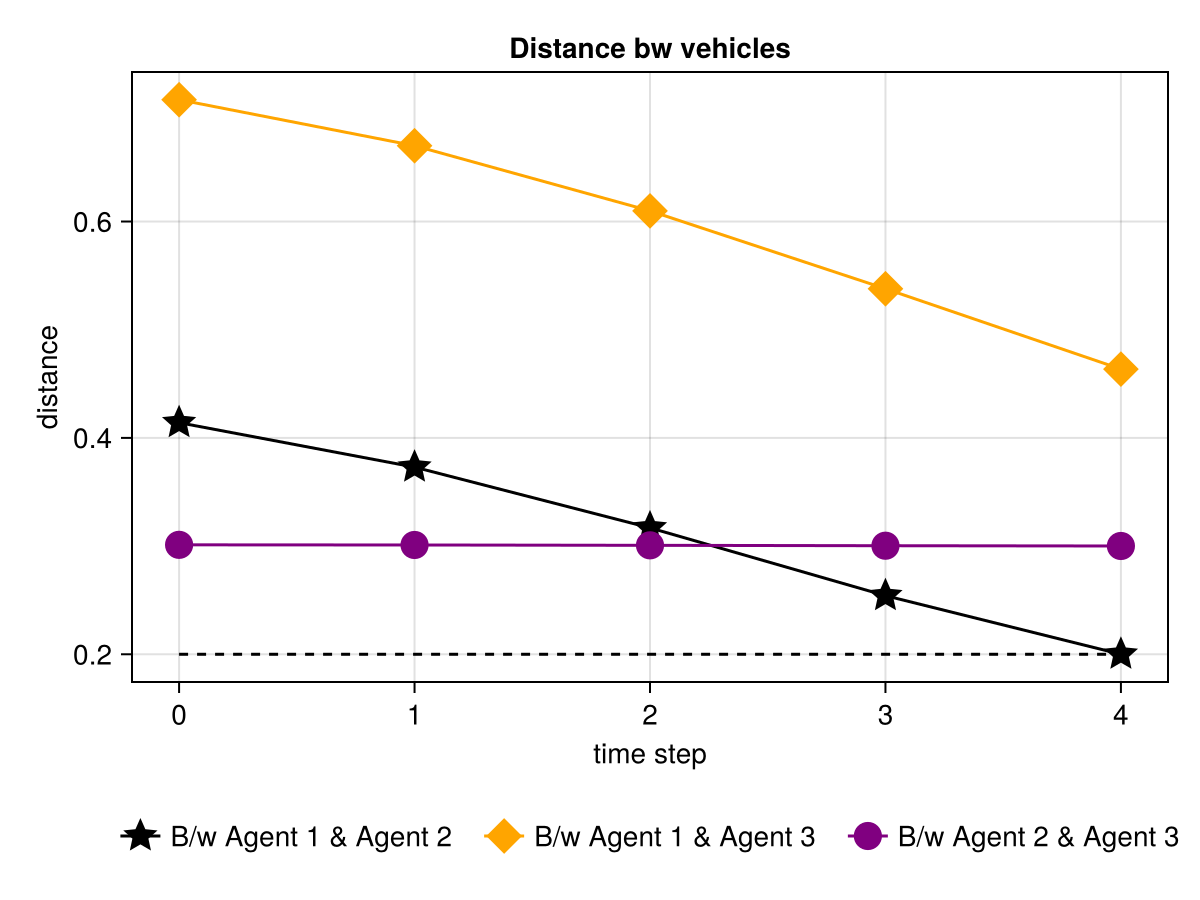 Distance bw vehicles
distance
0.6
0.4
0.2
0 1 2 3 4
time step
B/w Agent 1 & Agent 2 B/w Agent 1 & Agent 3 B/w Agent 2 & Agent 3